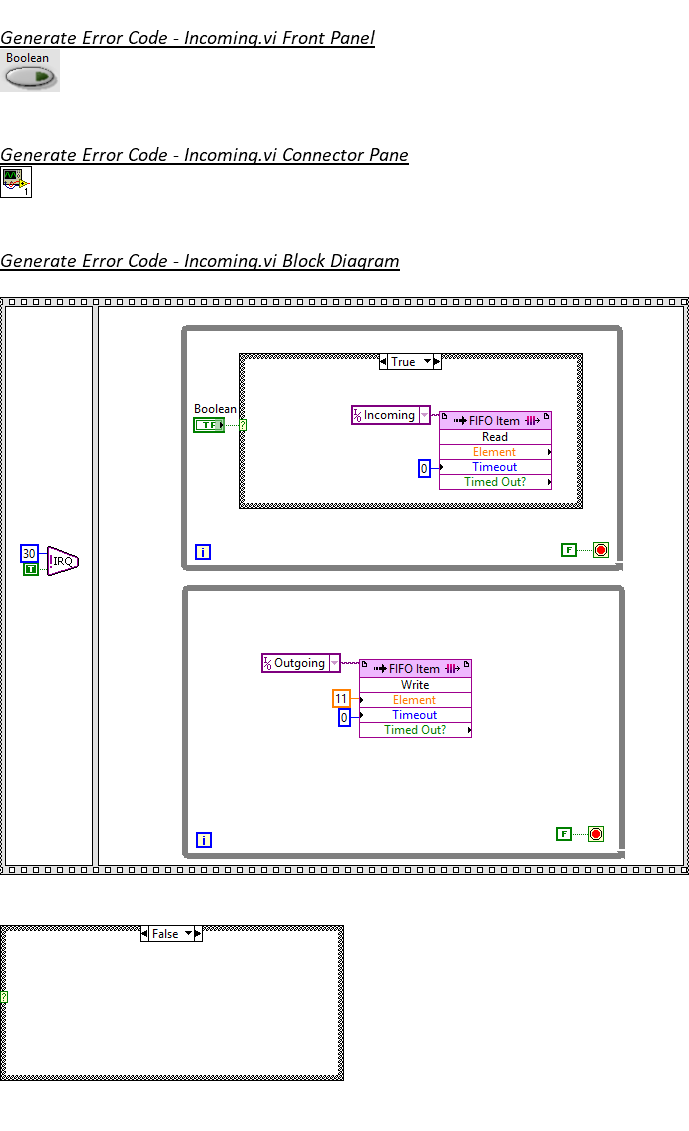 Generate Error Code - Incoming.vi Front Panel
Boolean
Generate Error Code - Incoming.vi Connector Pane
1
Generate Error Code - Incoming.vi Block Diagram
True
Boolean
TF
?
Incoming
FIFO Item
Read
Element
0
Timeout
Timed Out?
i
F
30
T
!IRQ
Outgoing
FIFO Item
Write
11
Element
0
Timeout
Timed Out?
i
F
False
?